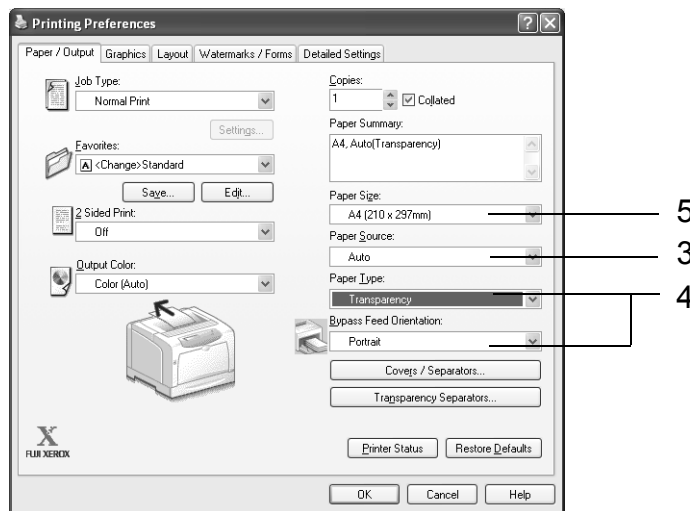 Printing Preferences
Paper / Output Graphics Layout Watermarks / Forms Detailed Settings
Job Type:
Normal Print
Settings...
Favorites:
A <Change>Standard
Save... Edit...
2 Sided Print:
Off
Output Color:
Color (Auto)
X
FUJI XEROX
Copies:
1 Collated
Paper Summary:
A4, Auto(Transparency)
Paper Size:
A4 (210 x 297mm)
5
Paper Source:
Auto
3
Paper Type:
Transparency
4
Bypass Feed Orientation:
Portrait
Covers / Separators...
Transparency Separators...
Printer Status Restore Defaults
OK Cancel Help